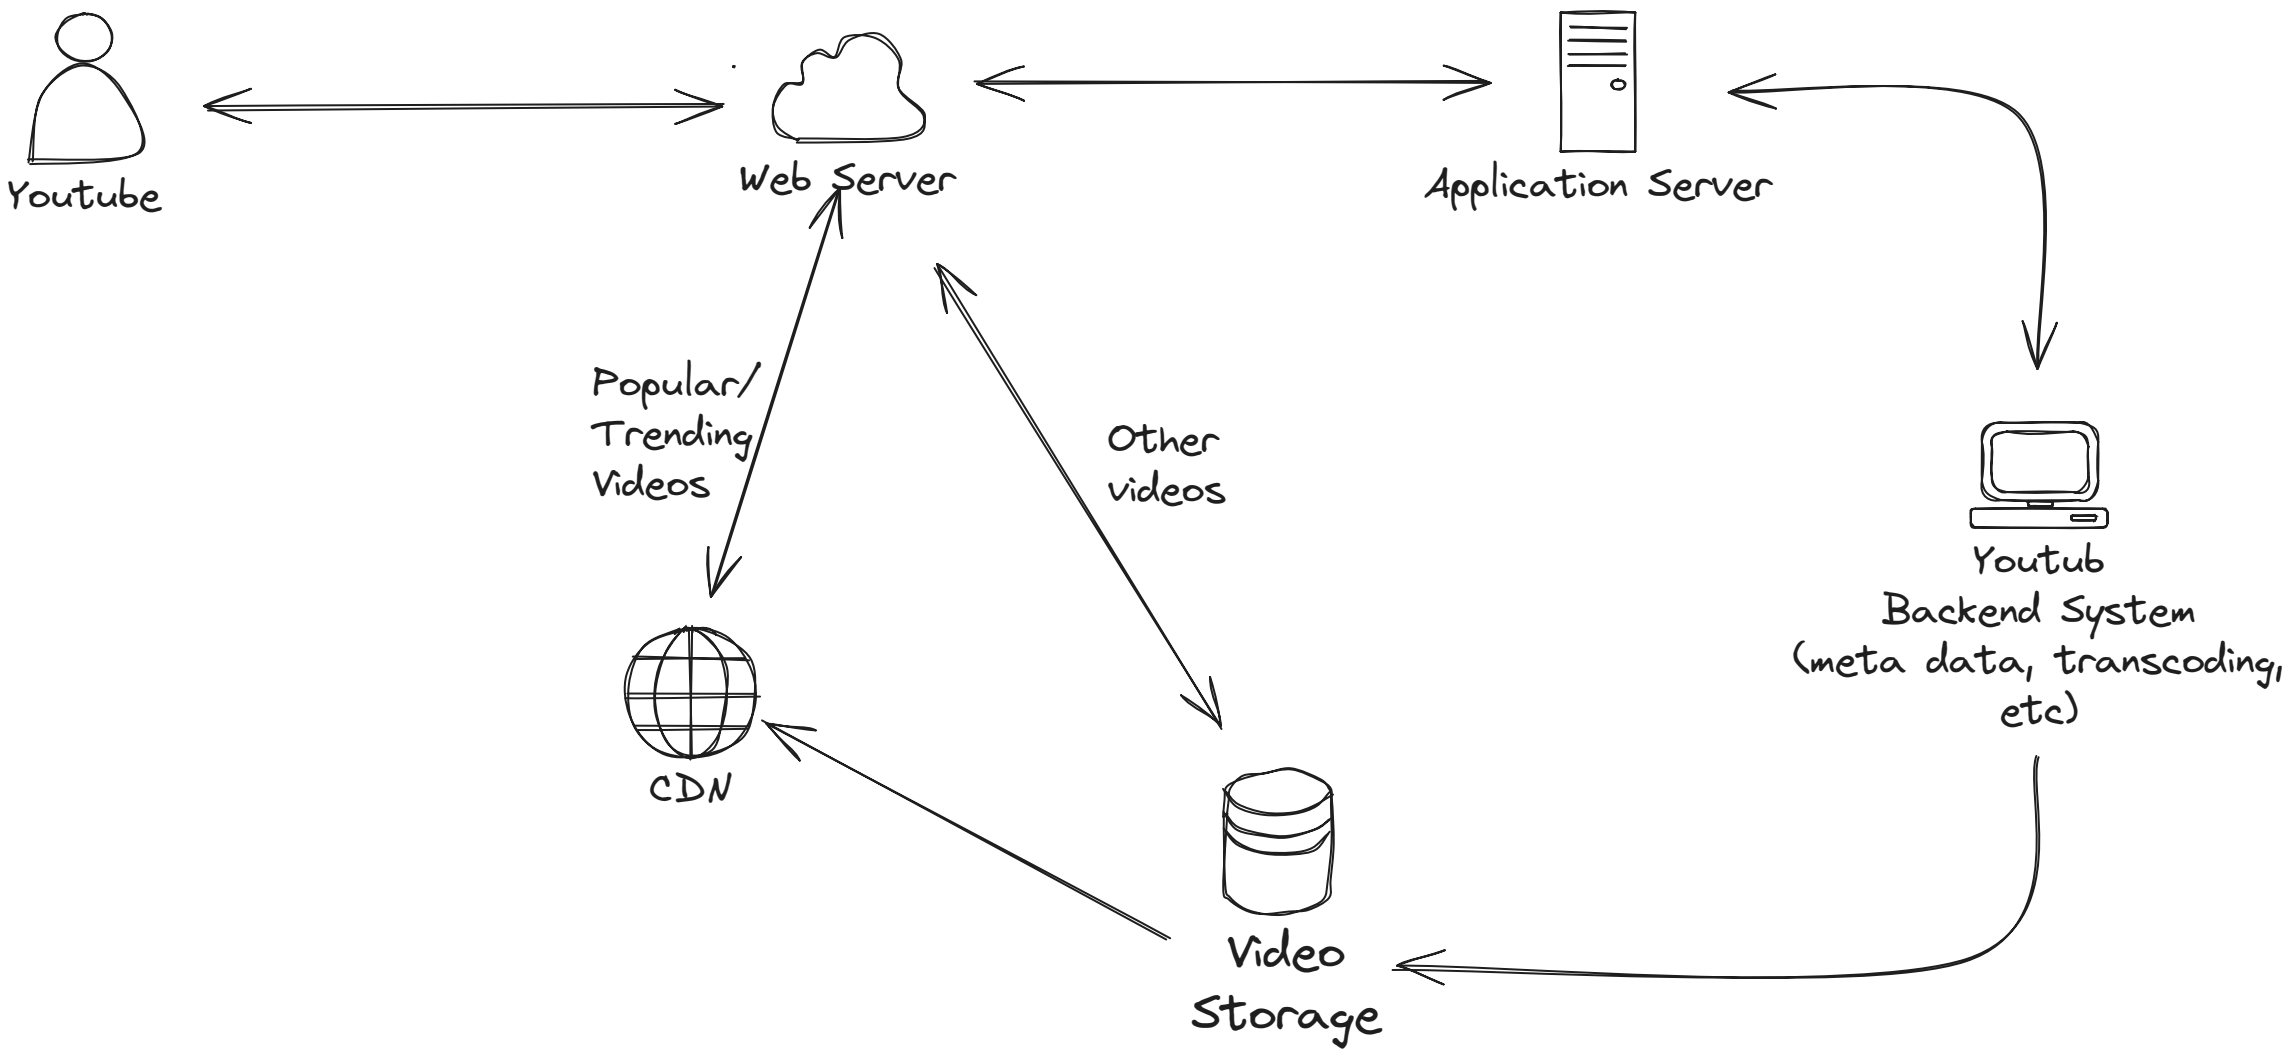 Youtube
Web Server
Application Server
Popular/
Trending
Videos
Other
videos
Youtub
Backend System
(meta data, transcoding,
etc)
CDN
Video
Storage